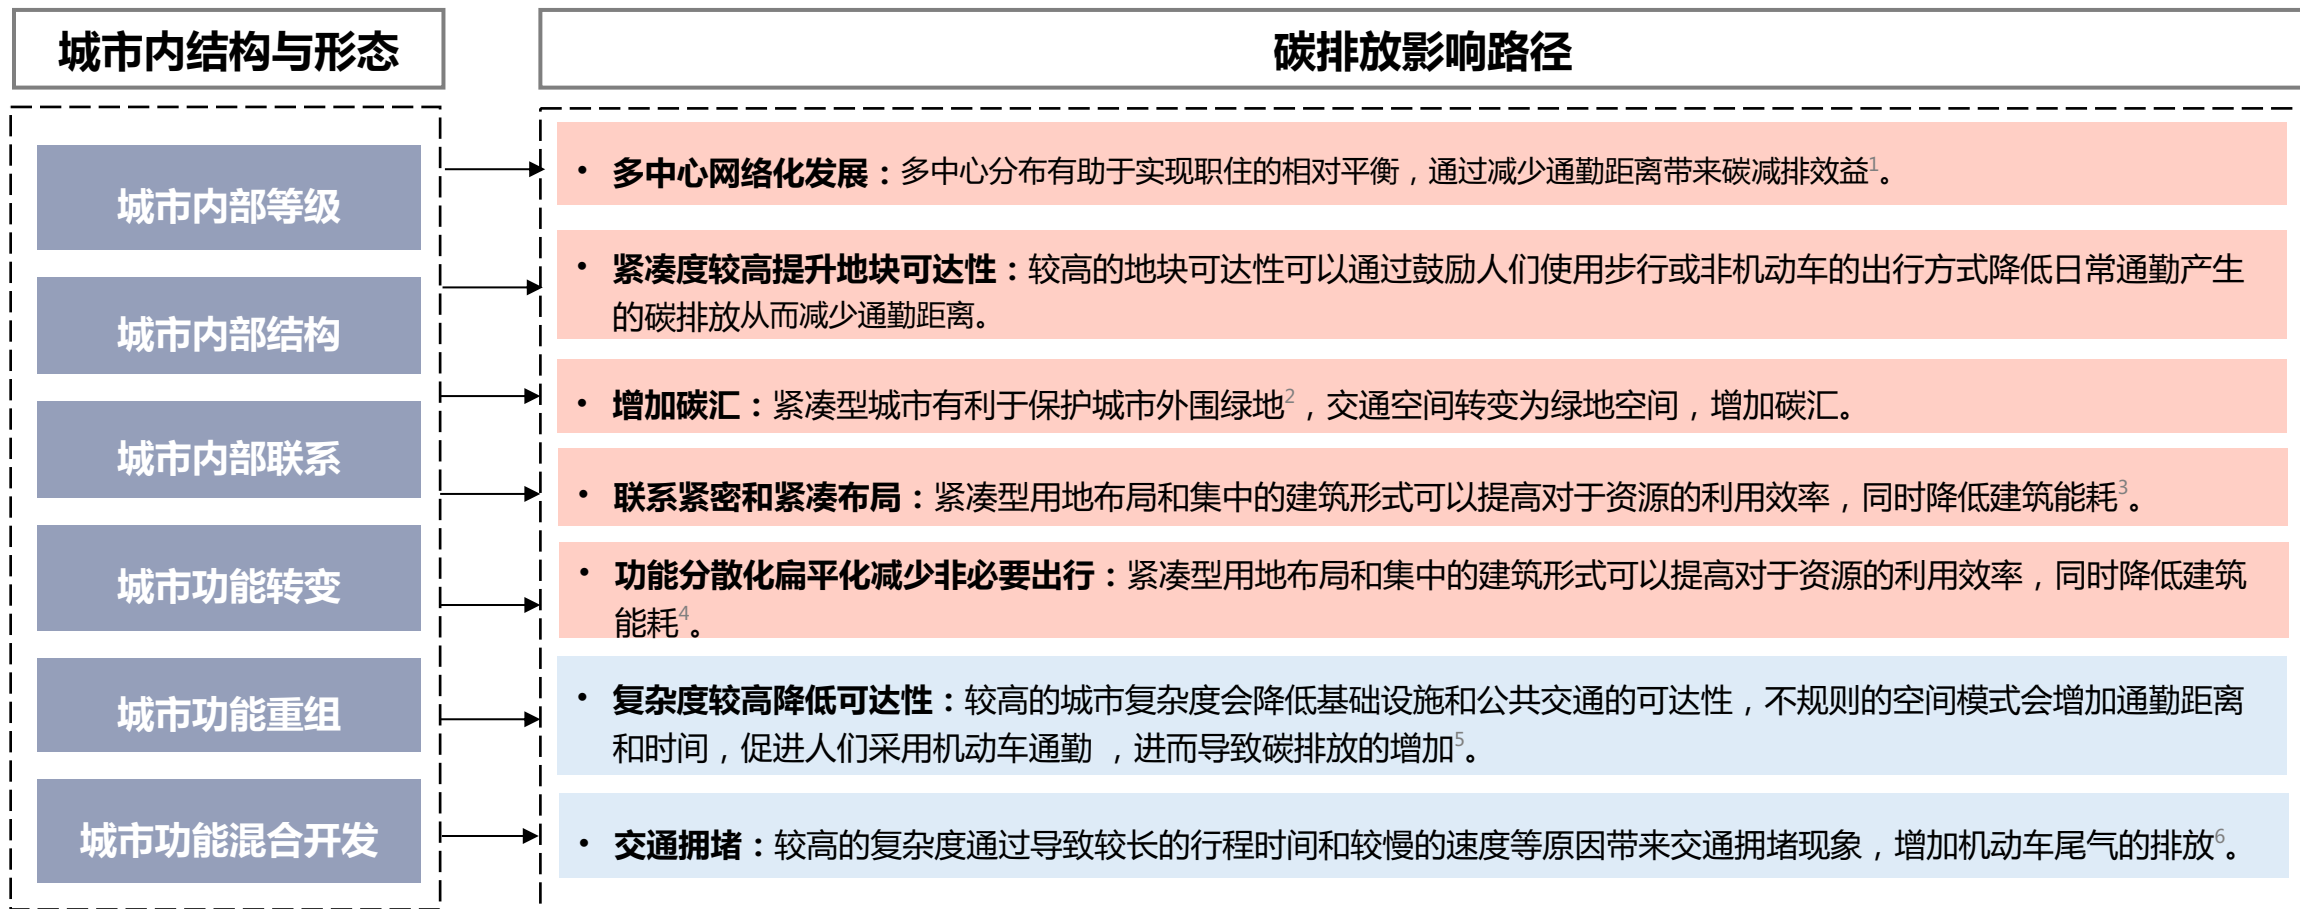 城市内结构与形态
碳排放影响路径
城市内部等级
城市内部结构
城市内部联系
城市功能转变
城市功能重组
城市功能混合开发
• 多中心网络化发展：多中心分布有助于实现职住的相对平衡，通过减少通勤距离带来碳减排效益1。
• 紧凑度较高提升地块可达性：较高的地块可达性可以通过鼓励人们使用步行或非机动车的出行方式降低日常通勤产生
的碳排放从而减少通勤距离。
• 增加碳汇：紧凑型城市有利于保护城市外围绿地2，交通空间转变为绿地空间，增加碳汇。
• 联系紧密和紧凑布局：紧凑型用地布局和集中的建筑形式可以提高对于资源的利用效率，同时降低建筑能耗3。
• 功能分散化扁平化减少非必要出行：紧凑型用地布局和集中的建筑形式可以提高对于资源的利用效率，同时降低建筑
能耗4。
• 复杂度较高降低可达性：较高的城市复杂度会降低基础设施和公共交通的可达性，不规则的空间模式会增加通勤距离
和时间，促进人们采用机动车通勤 ，进而导致碳排放的增加5。
• 交通拥堵：较高的复杂度通过导致较长的行程时间和较慢的速度等原因带来交通拥堵现象，增加机动车尾气的排放6。